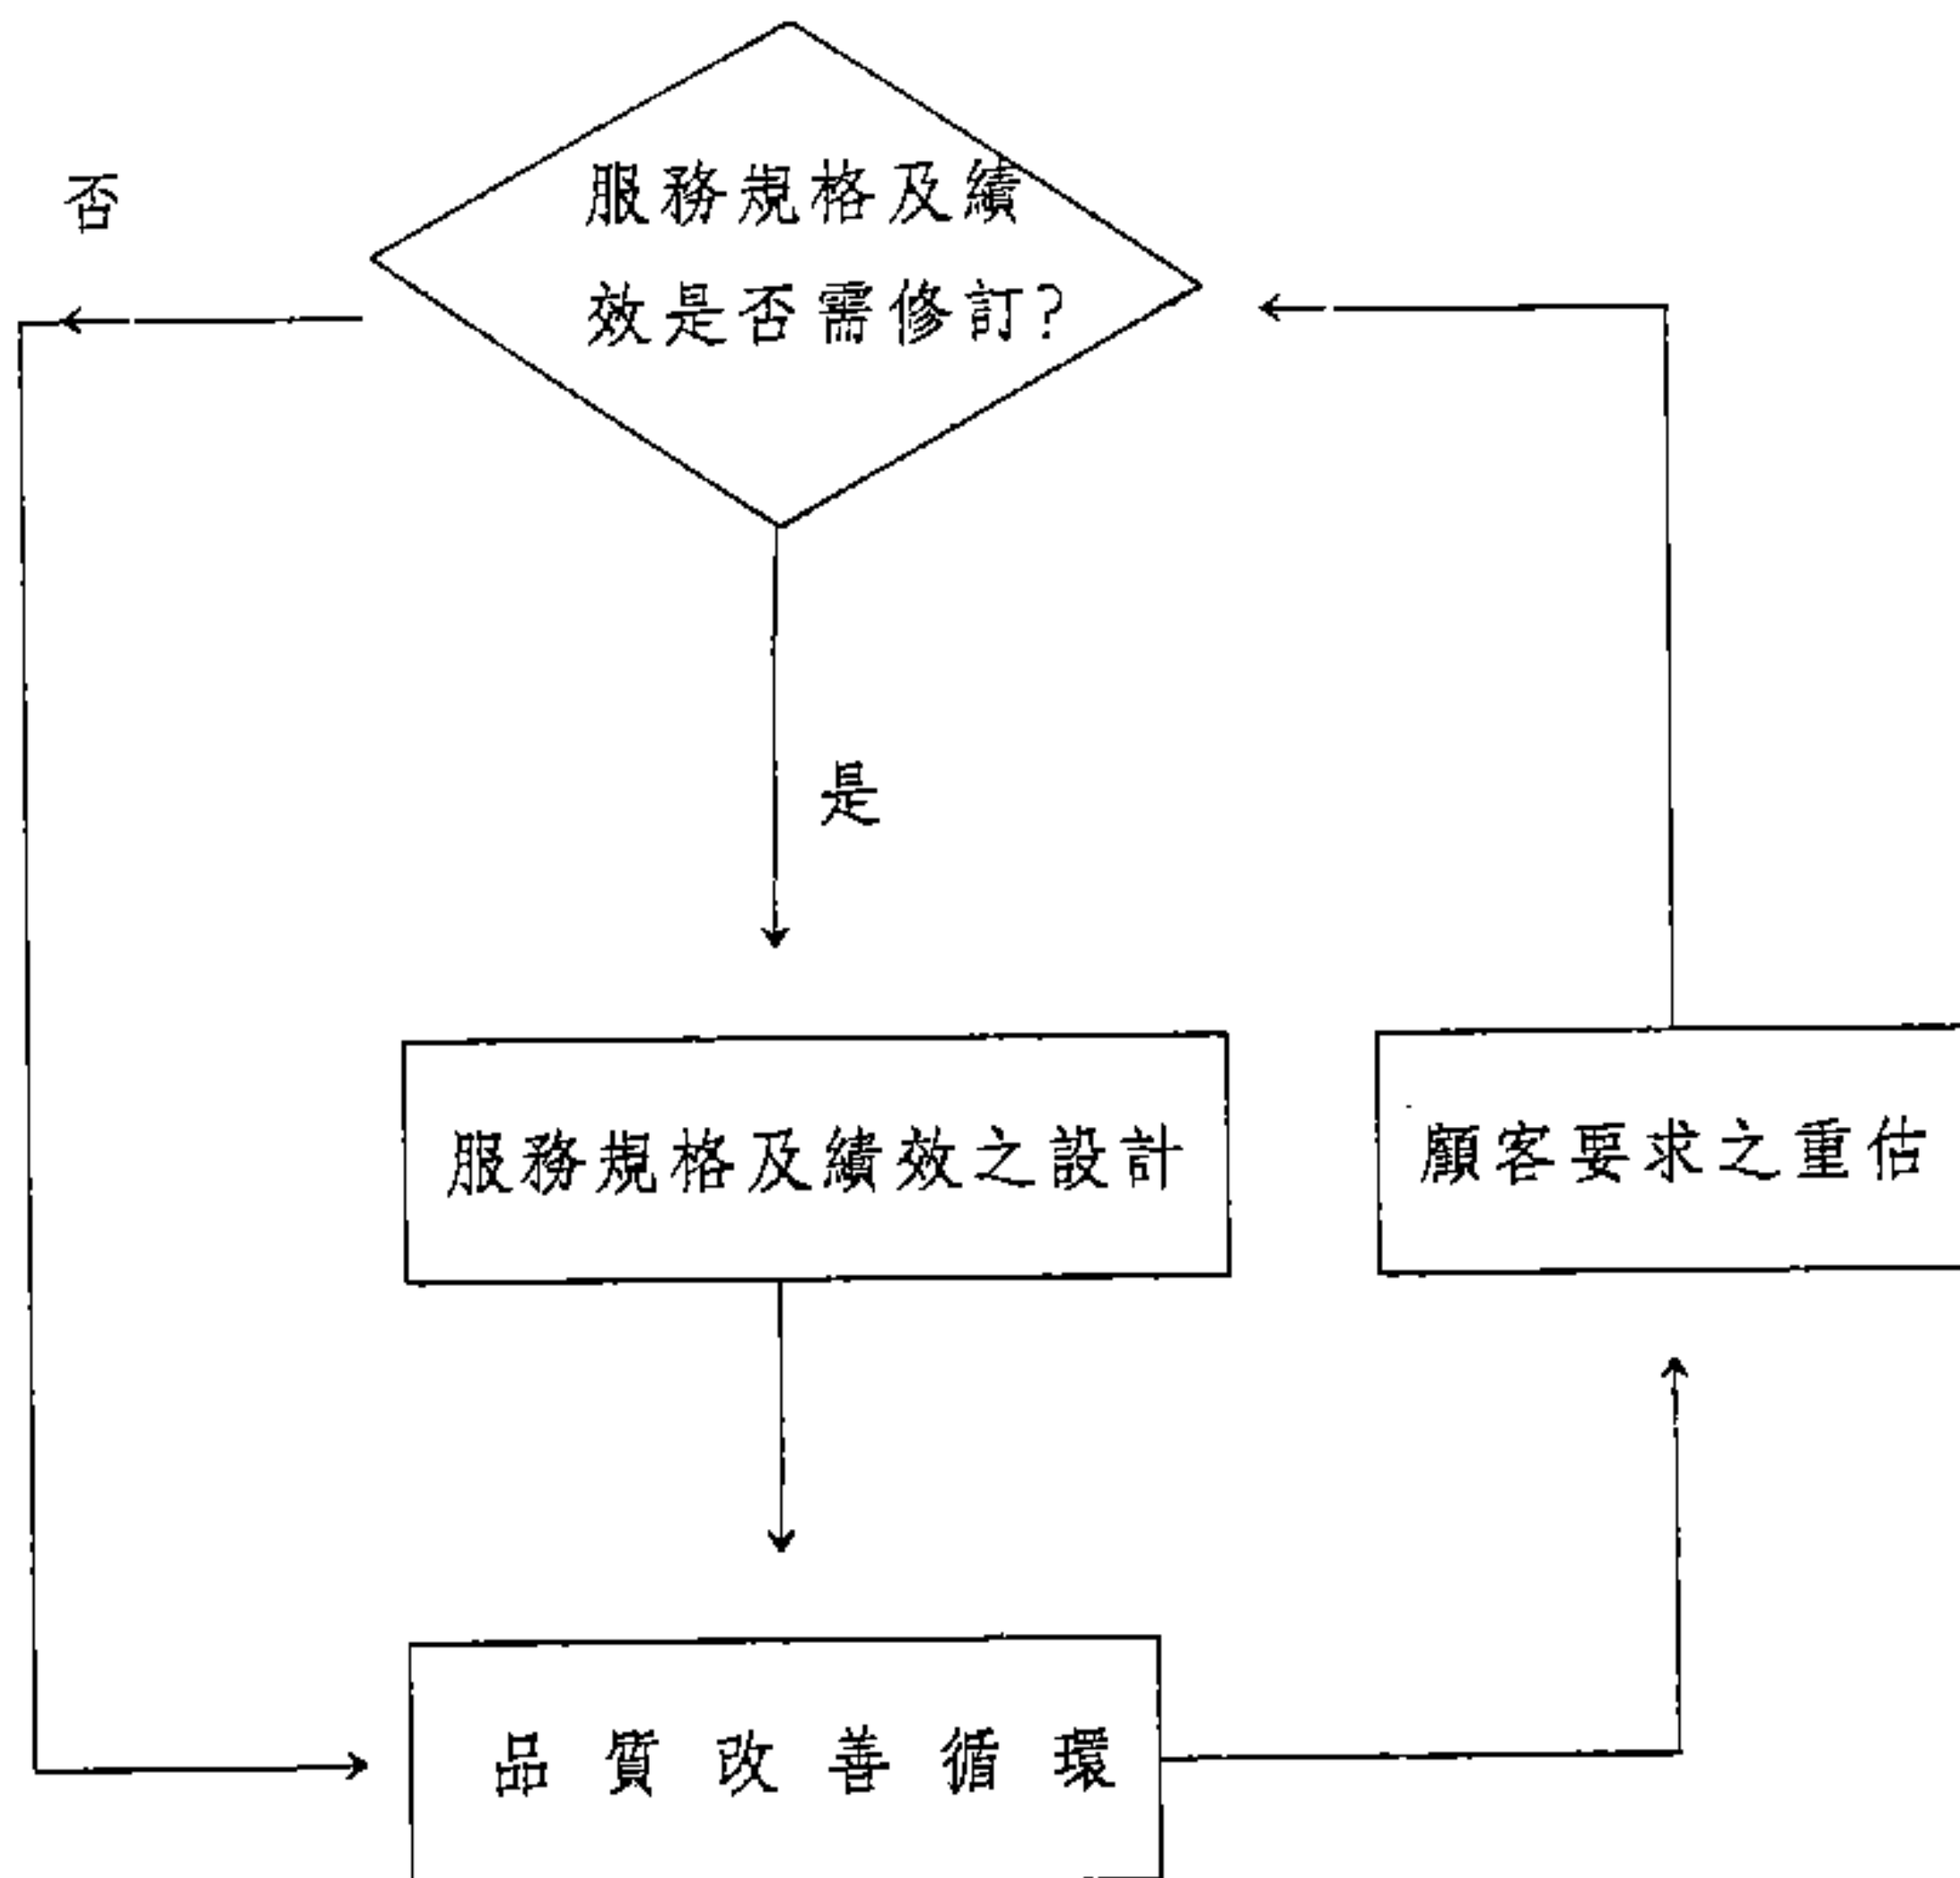 否
服務規格及績
效是否需修訂?
是
服務規格及績效之設計
顧客要求之重估
品質改善循環